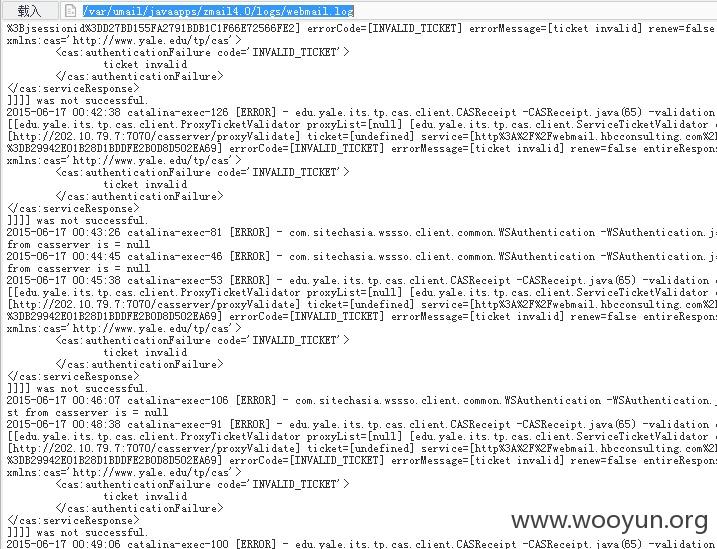 载入 /var/umail/javaapps/zmail4.0/logs/webmail.log
%3Bjsessionid%3DD27BD155FA2791BDB1C1F66E72566FE2] errorCode=[INVALID_TICKET] errorMessage=[ticket invalid] renew=false
xmlns:cas='http://www.yale.edu/tp/cas'>
<cas:authenticationFailure code='INVALID_TICKET'>
ticket invalid
</cas:authenticationFailure>
</cas:serviceResponse>
]]]] was not successful.
2015-06-17 00:42:38 catalina-exec-126 [ERROR] - edu.yale.its.tp.cas.client.CASReceipt -CASReceipt.java(65) -validation
[[edu.yale.its.tp.cas.client.ProxyTicketValidator proxyList=[null] [edu.yale.its.tp.cas.client.ServiceTicketValidator
[http://202.10.79.7:7070/casserver/proxyValidate] ticket=[undefined] service=[http%3A%2F%2Fwebmail.hbcconsulting.com%2
%3DB29942E01B28D1BDDFE2B0D8D502EA69] errorCode=[INVALID_TICKET] errorMessage=[ticket invalid] renew=false entireRespon
xmlns:cas='http://www.yale.edu/tp/cas'>
<cas:authenticationFailure code='INVALID_TICKET'>
ticket invalid
</cas:authenticationFailure>
</cas:serviceResponse>
]]]] was not successful.
2015-06-17 00:43:26 catalina-exec-81 [ERROR] - com.sitechasia.wssso.client.common.WSAuthentication -WSAuthentication.j
from casserver is = null
2015-06-17 00:44:45 catalina-exec-46 [ERROR] - com.sitechasia.wssso.client.common.WSAuthentication -WSAuthentication.j
from casserver is = null
2015-06-17 00:45:38 catalina-exec-53 [ERROR] - edu.yale.its.tp.cas.client.CASReceipt -CASReceipt.java(65) -validation
[[edu.yale.its.tp.cas.client.ProxyTicketValidator proxyList=[null] [edu.yale.its.tp.cas.client.ServiceTicketValidator
[http://202.10.79.7:7070/casserver/proxyValidate] ticket=[undefined] service=[http%3A%2F%2Fwebmail.hbcconsulting.com%2
%3DB29942E01B28D1BDDFE2B0D8D502EA69] errorCode=[INVALID_TICKET] errorMessage=[ticket invalid] renew=false entireRespon
xmlns:cas='http://www.yale.edu/tp/cas'>
<cas:authenticationFailure code='INVALID_TICKET'>
ticket invalid
</cas:authenticationFailure>
</cas:serviceResponse>
]]]] was not successful.
2015-06-17 00:46:07 catalina-exec-106 [ERROR] - com.sitechasia.wssso.client.common.WSAuthentication -WSAuthentication.
st from casserver is = null
2015-06-17 00:48:38 catalina-exec-91 [ERROR] - edu.yale.its.tp.cas.client.CASReceipt -CASReceipt.java(65) -validation
[[edu.yale.its.tp.cas.client.ProxyTicketValidator proxyList=[null] [edu.yale.its.tp.cas.client.ServiceTicketValidator
[http://202.10.79.7:7070/casserver/proxyValidate] ticket=[undefined] service=[http%3A%2F%2Fwebmail.hbcconsulting.com%2
%3DB29942E01B28D1BDDFE2B0D8D502EA69] errorCode=[INVALID_TICKET] errorMessage=[ticket invalid] renew=false entireRespon
xmlns:cas='http://www.yale.edu/tp/cas'>
<cas:authenticationFailure code='INVALID_TICKET'>
ticket invalid
</cas:authenticationFailure>
</cas:serviceResponse>
]]]] was not successful.
2015-06-17 00:49:06 catalina-exec-100 [ERROR] - com.sitechasia.wssso.client.common.WSAuthentication -WSAuthentication.
www.wooyun.org